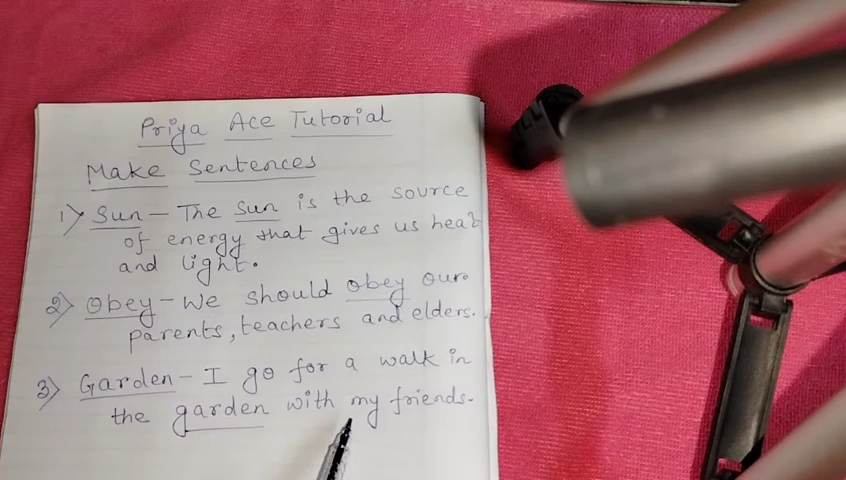 Priya Ace Tutorial
Make Sentences
1) Sun - The sun is the source
of energy that gives us heat
and light.
2) Obey - We should obey our
parents, teachers and elders.
3) Garden - I go for a walk in
the garden with my friends.